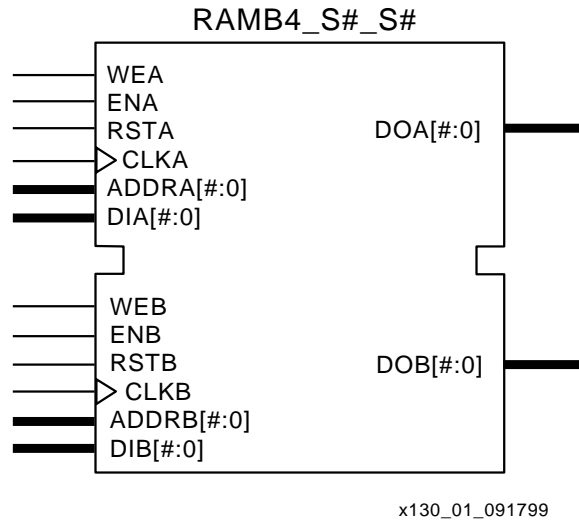 RAMB4_S#_S#
WEA
ENA
RSTA
CLKA
ADDRA[#:0]
DIA[#:0]
DOA[#:0]
WEB
ENB
RSTB
CLKB
ADDRB[#:0]
DIB[#:0]
DOB[#:0]
x130_01_091799